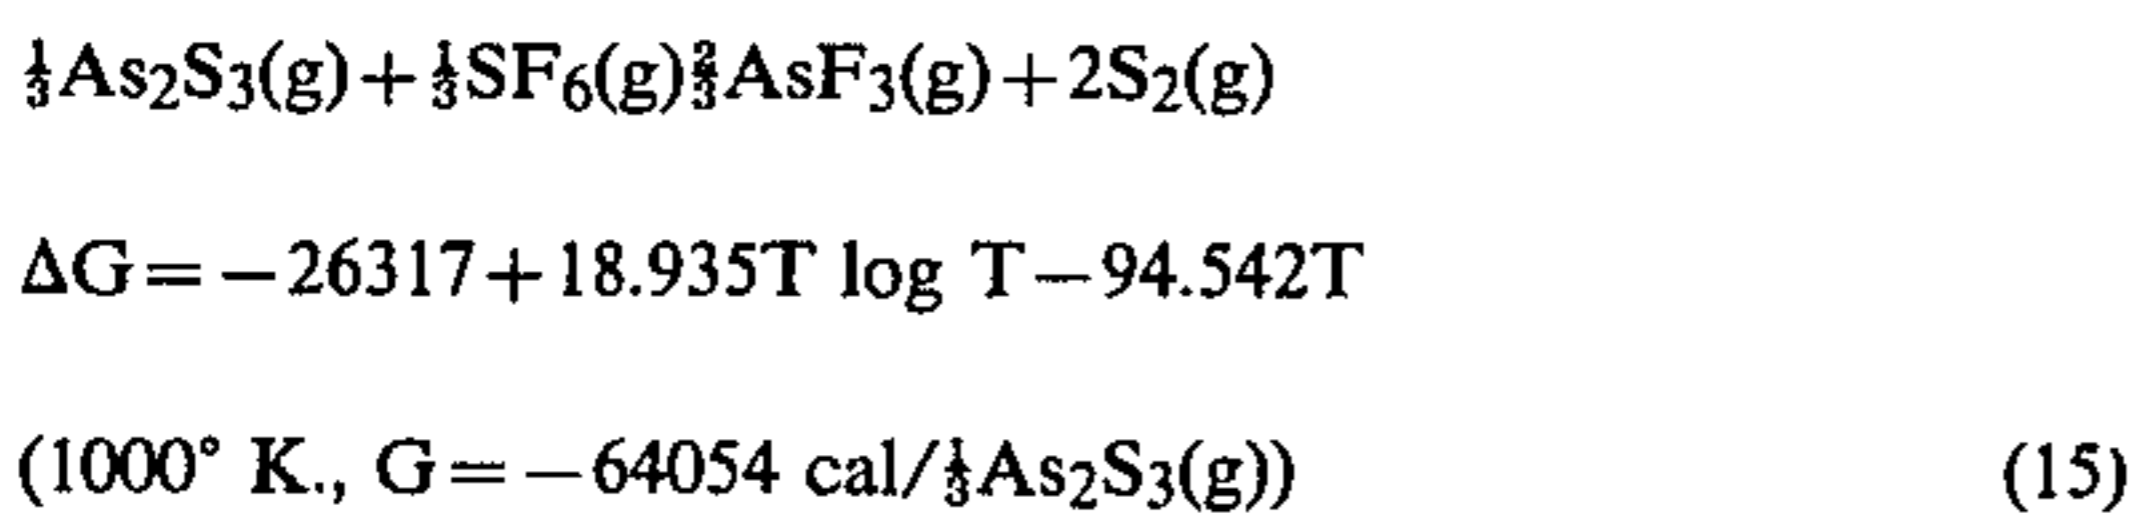 ⅓As₂S₃(g)+⅓SF₆(g)⅔AsF₃(g)+2S₂(g)
ΔG=−26317+18.935T log T−94.542T
(1000° K., G=−64054 cal/⅓As₂S₃(g)) (15)